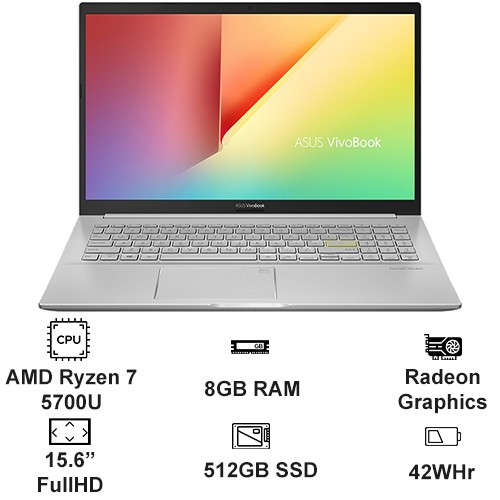 ASUS VivoBook
ASUS VivoBook
CPU
GB
AMD Ryzen 7
5700U
8GB RAM
Radeon
Graphics
15.6”
FullHD
512GB SSD
42WHr